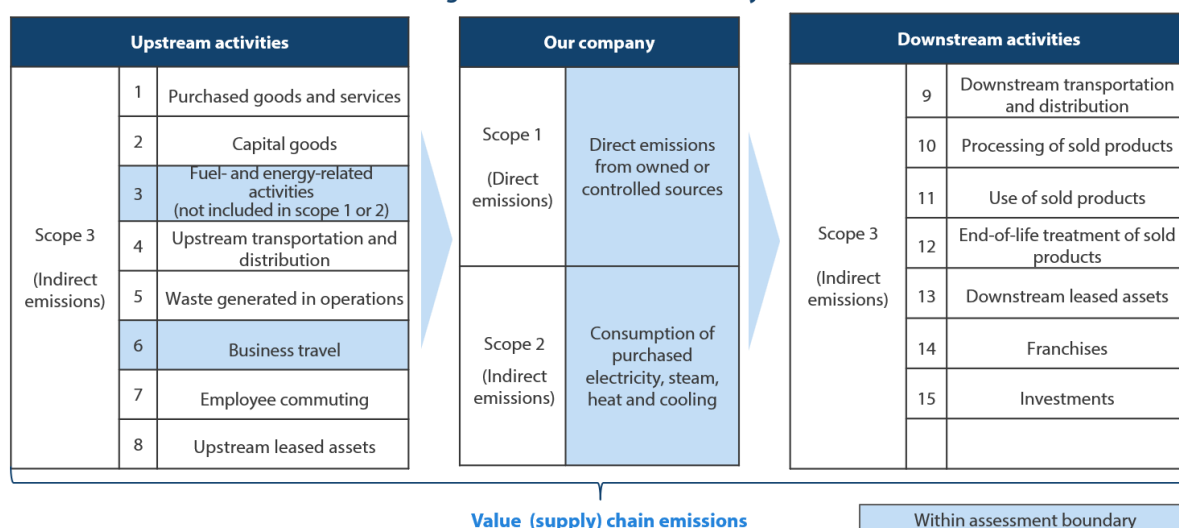 Upstream activities
Scope 3
(Indirect
emissions)
1
Purchased goods and services
2
Capital goods
3
Fuel- and energy-related
activities
(not included in scope 1 or 2)
4
Upstream transportation and
distribution
5
Waste generated in operations
6
Business travel
7
Employee commuting
8
Upstream leased assets
Our company
Scope 1
(Direct
emissions)
Direct emissions
from owned or
controlled sources
Scope 2
(Indirect
emissions)
Consumption of
purchased
electricity, steam,
heat and cooling
Downstream activities
Scope 3
(Indirect
emissions)
9
Downstream transportation
and distribution
10
Processing of sold products
11
Use of sold products
12
End-of-life treatment of sold
products
13
Downstream leased assets
14
Franchises
15
Investments
Value (supply) chain emissions
Within assessment boundary